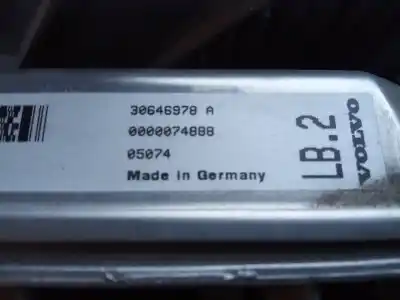 30646978 A
0000074888
05074
Made in Germany
LB.2
VOLVO